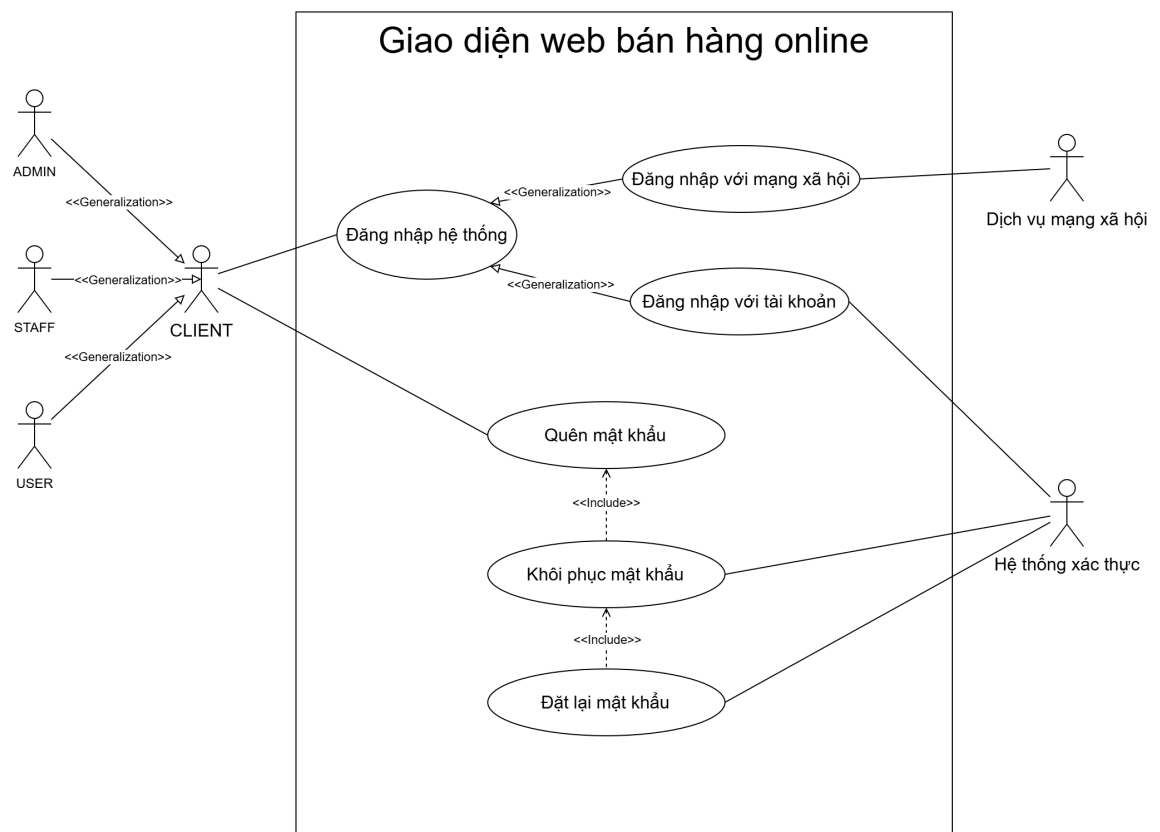 Giao diện web bán hàng online
ADMIN
<<Generalization>>
STAFF
<<Generalization>>
CLIENT
<<Generalization>>
USER
Đăng nhập hệ thống
<<Generalization>>
Đăng nhập với mạng xã hội
<<Generalization>>
Đăng nhập với tài khoản
Dịch vụ mạng xã hội
Quên mật khẩu
<<Include>>
Khôi phục mật khẩu
<<Include>>
Đặt lại mật khẩu
Hệ thống xác thực